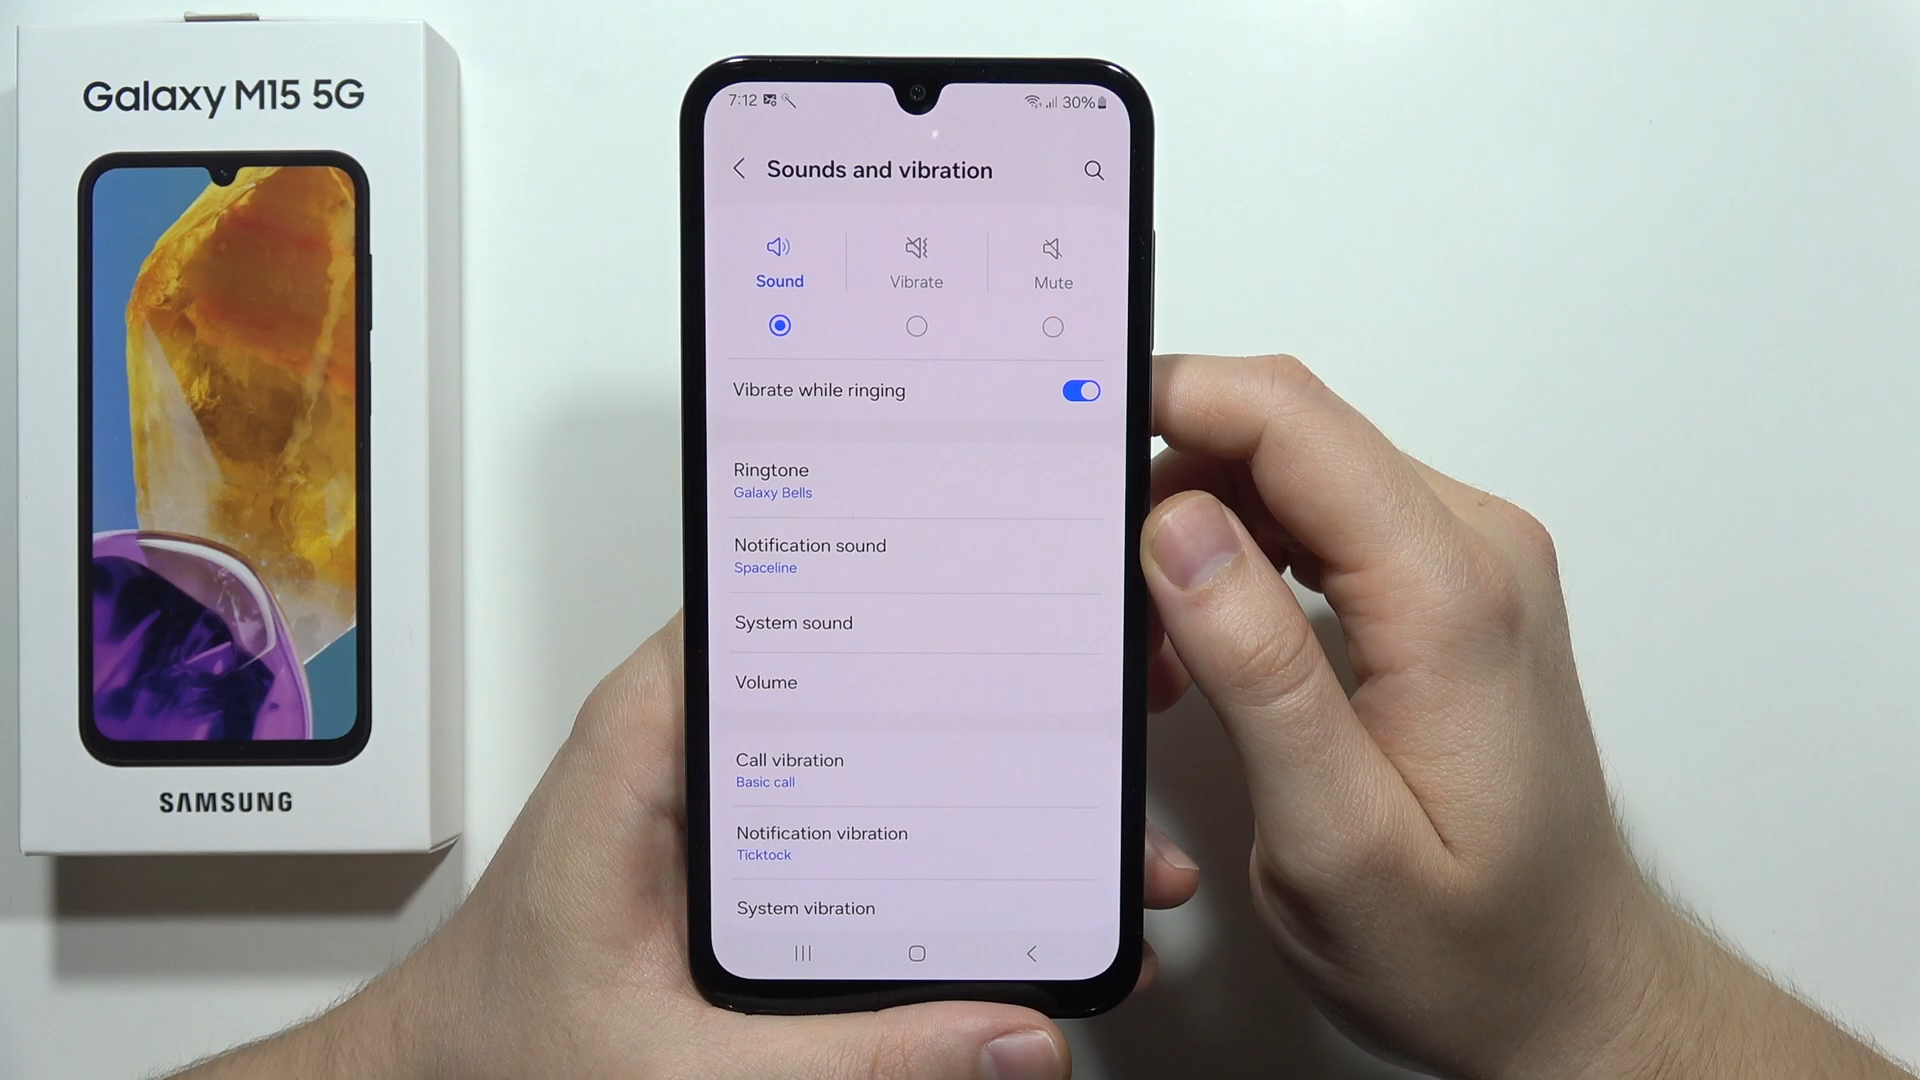 Galaxy M15 5G
SAMSUNG
7:12
30%
Sounds and vibration
Sound
Vibrate
Mute
Vibrate while ringing
Ringtone
Galaxy Bells
Notification sound
Spaceline
System sound
Volume
Call vibration
Basic call
Notification vibration
Ticktock
System vibration